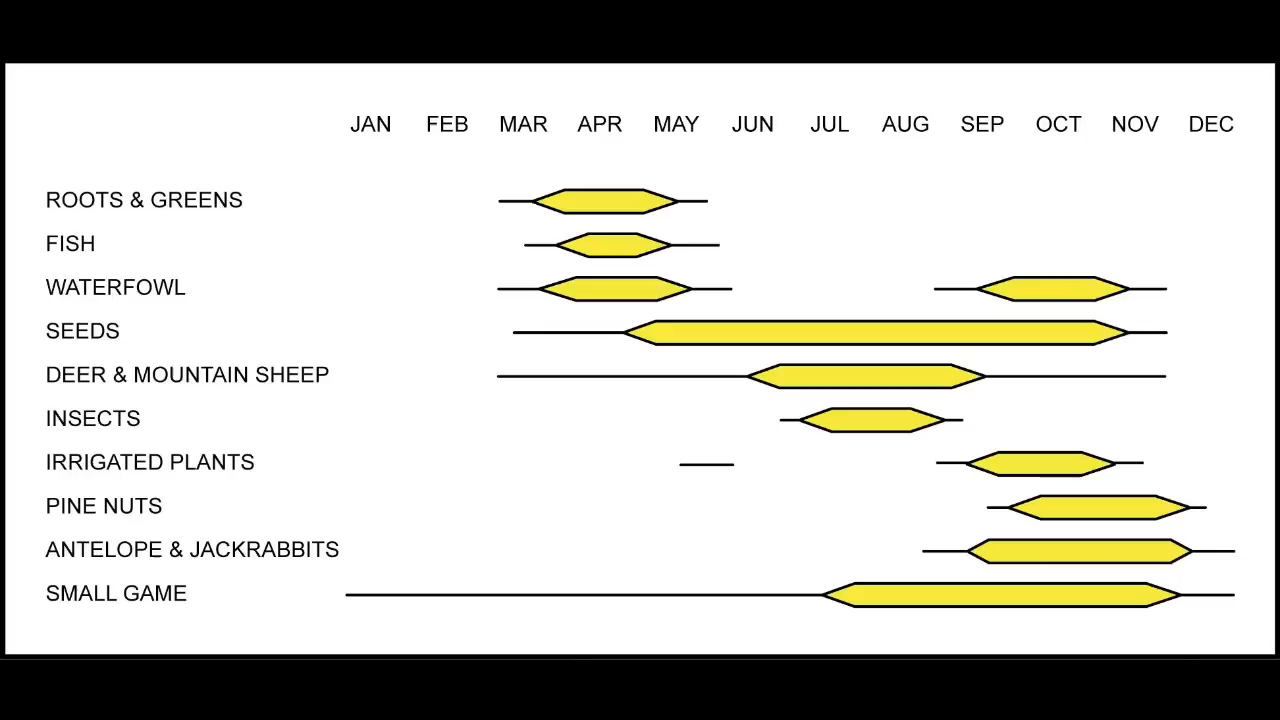 JAN FEB MAR APR MAY JUN JUL AUG SEP OCT NOV DEC
ROOTS & GREENS
FISH
WATERFOWL
SEEDS
DEER & MOUNTAIN SHEEP
INSECTS
IRRIGATED PLANTS
PINE NUTS
ANTELOPE & JACKRABBITS
SMALL GAME